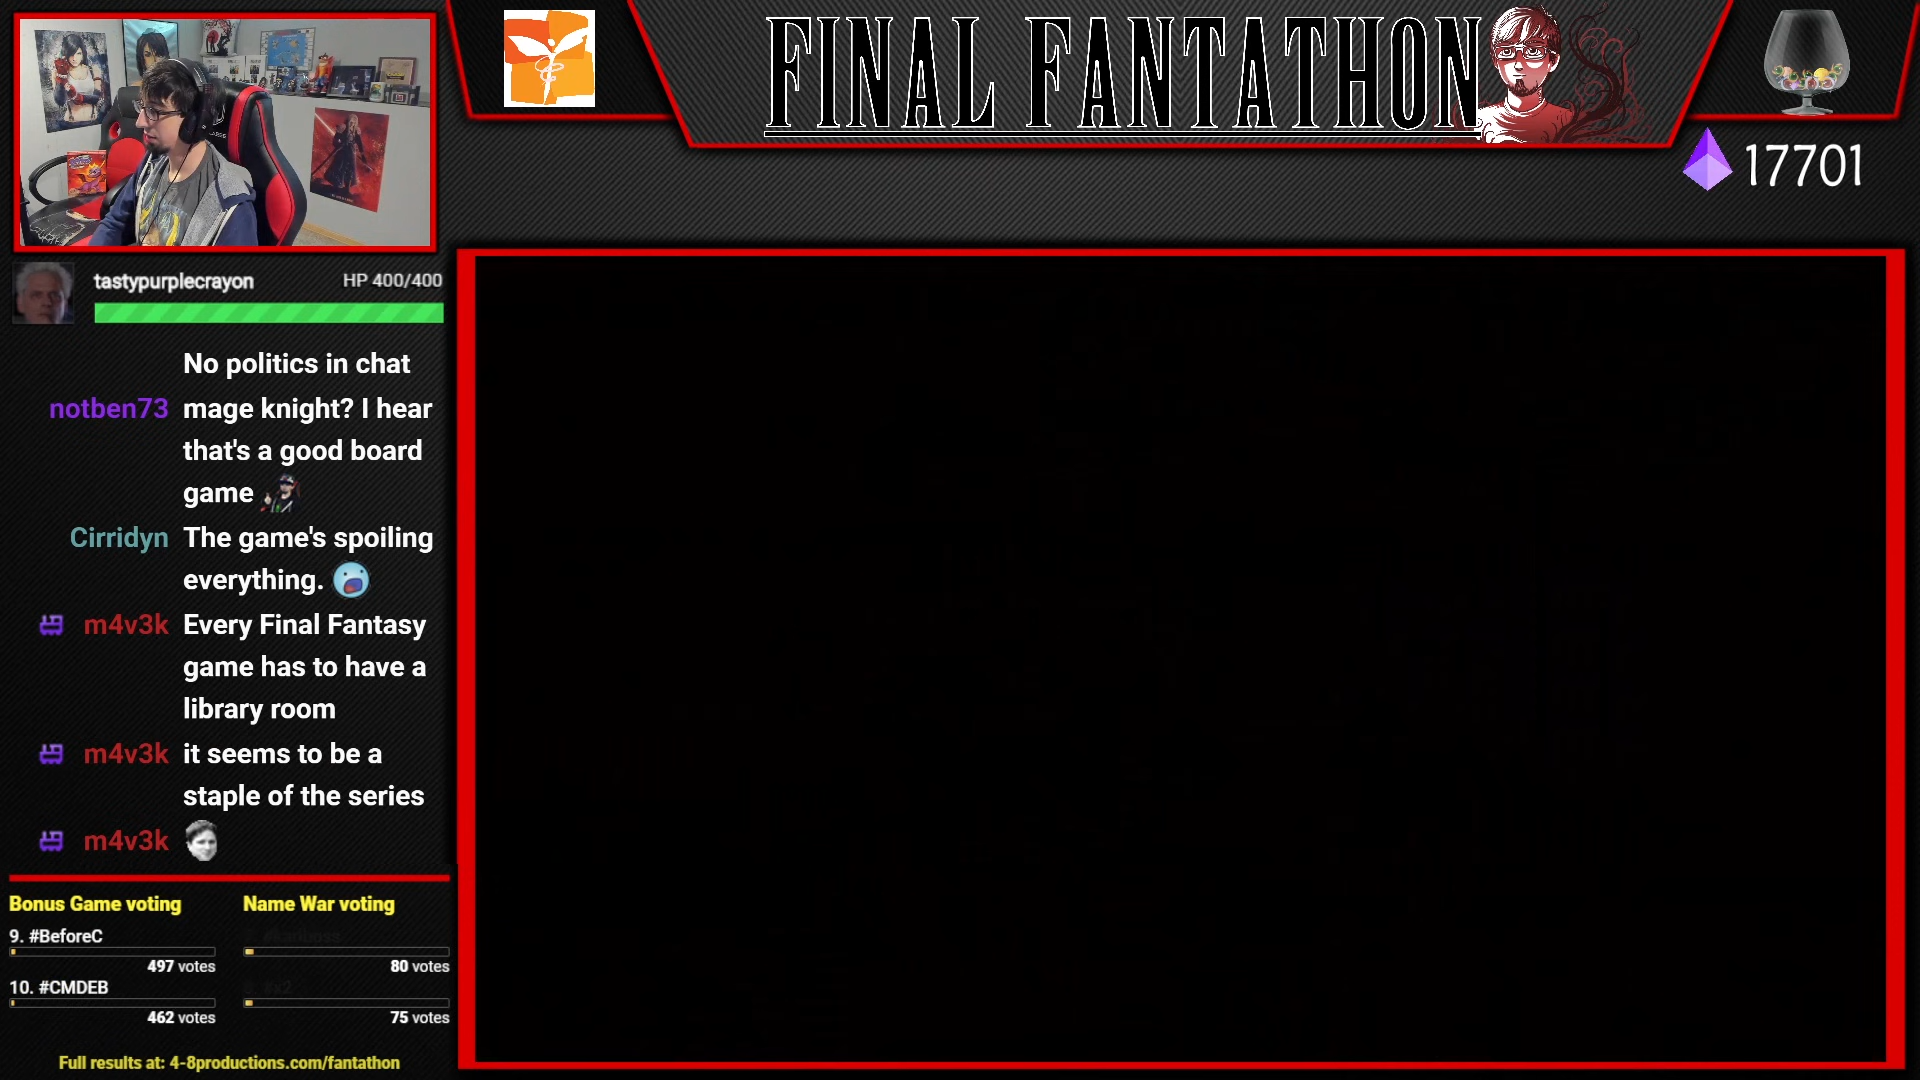 FINAL FANTATHON
17701
tastypurplecrayon HP 400/400
No politics in chat
notben73 mage knight? I hear
that's a good board
game
Cirridyn The game's spoiling
everything.
m4v3k Every Final Fantasy
game has to have a
library room
m4v3k it seems to be a
staple of the series
m4v3k
Bonus Game voting
9. #BeforeC
497 votes
10. #CMDEB
462 votes
Name War voting
80 votes
75 votes
Full results at: 4-8productions.com/fantathon